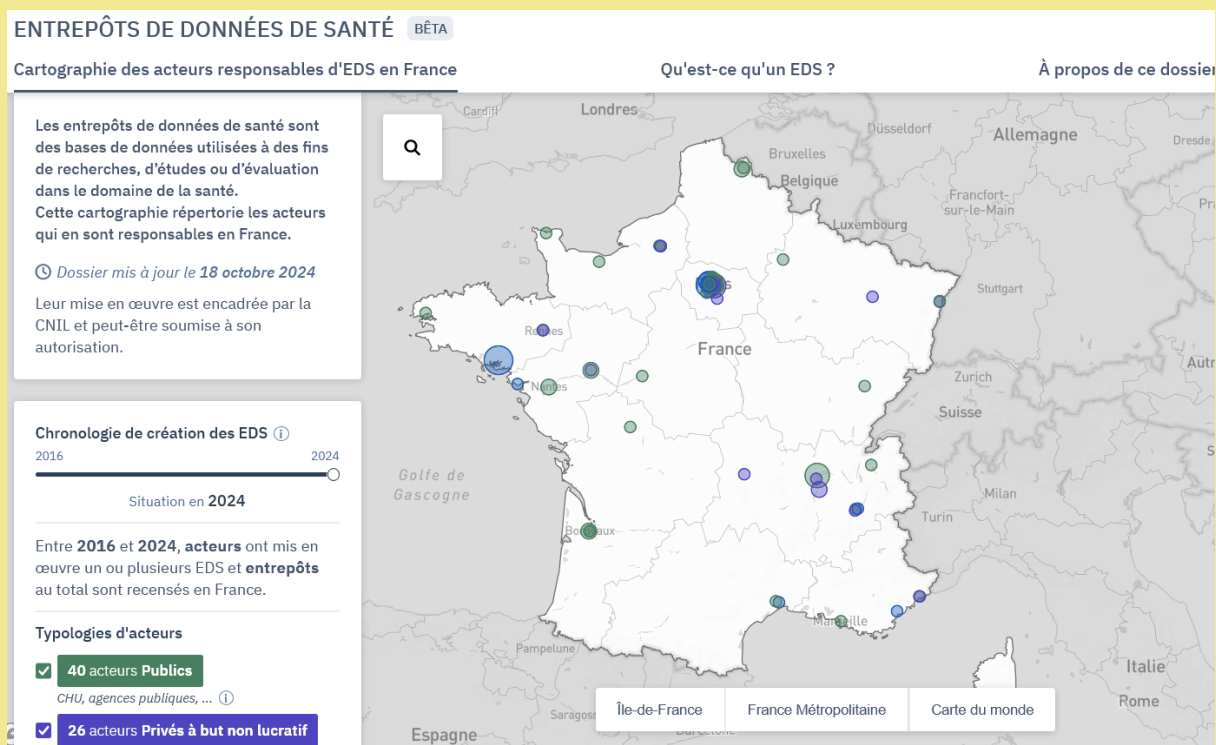 ENTREPÔTS DE DONNÉES DE SANTÉ BÊTA
Cartographie des acteurs responsables d'EDS en France
Qu'est-ce qu'un EDS ?
À propos de ce dossier
Les entrepôts de données de santé sont
des bases de données utilisées à des fins
de recherches, d'études ou d'évaluation
dans le domaine de la santé.
Cette cartographie répertorie les acteurs
qui en sont responsables en France.
Dossier mis à jour le 18 octobre 2024
Leur mise en œuvre est encadrée par la
CNIL et peut-être soumise à son
autorisation.
Chronologie de création des EDS
2016 2024
Situation en 2024
Entre 2016 et 2024, acteurs ont mis en
œuvre un ou plusieurs EDS et entrepôts
au total sont recensés en France.
Typologies d'acteurs
40 acteurs Publics
CHU, agences publiques, ...
26 acteurs Privés à but non lucratif
Cardiff
Londres
Düsseldorf
Allemagne
Dresde
Bruxelles
Belgique
Francfort-
sur-le-Main
Luxembourg
Stuttgart
Rennes
France
Nantes
Zurich
Suisse
Golfe de
Gascogne
Milan
Turin
Bordeaux
Marseille
Pampelune
Italie
Rome
Espagne
Île-de-France
France Métropolitaine
Carte du monde